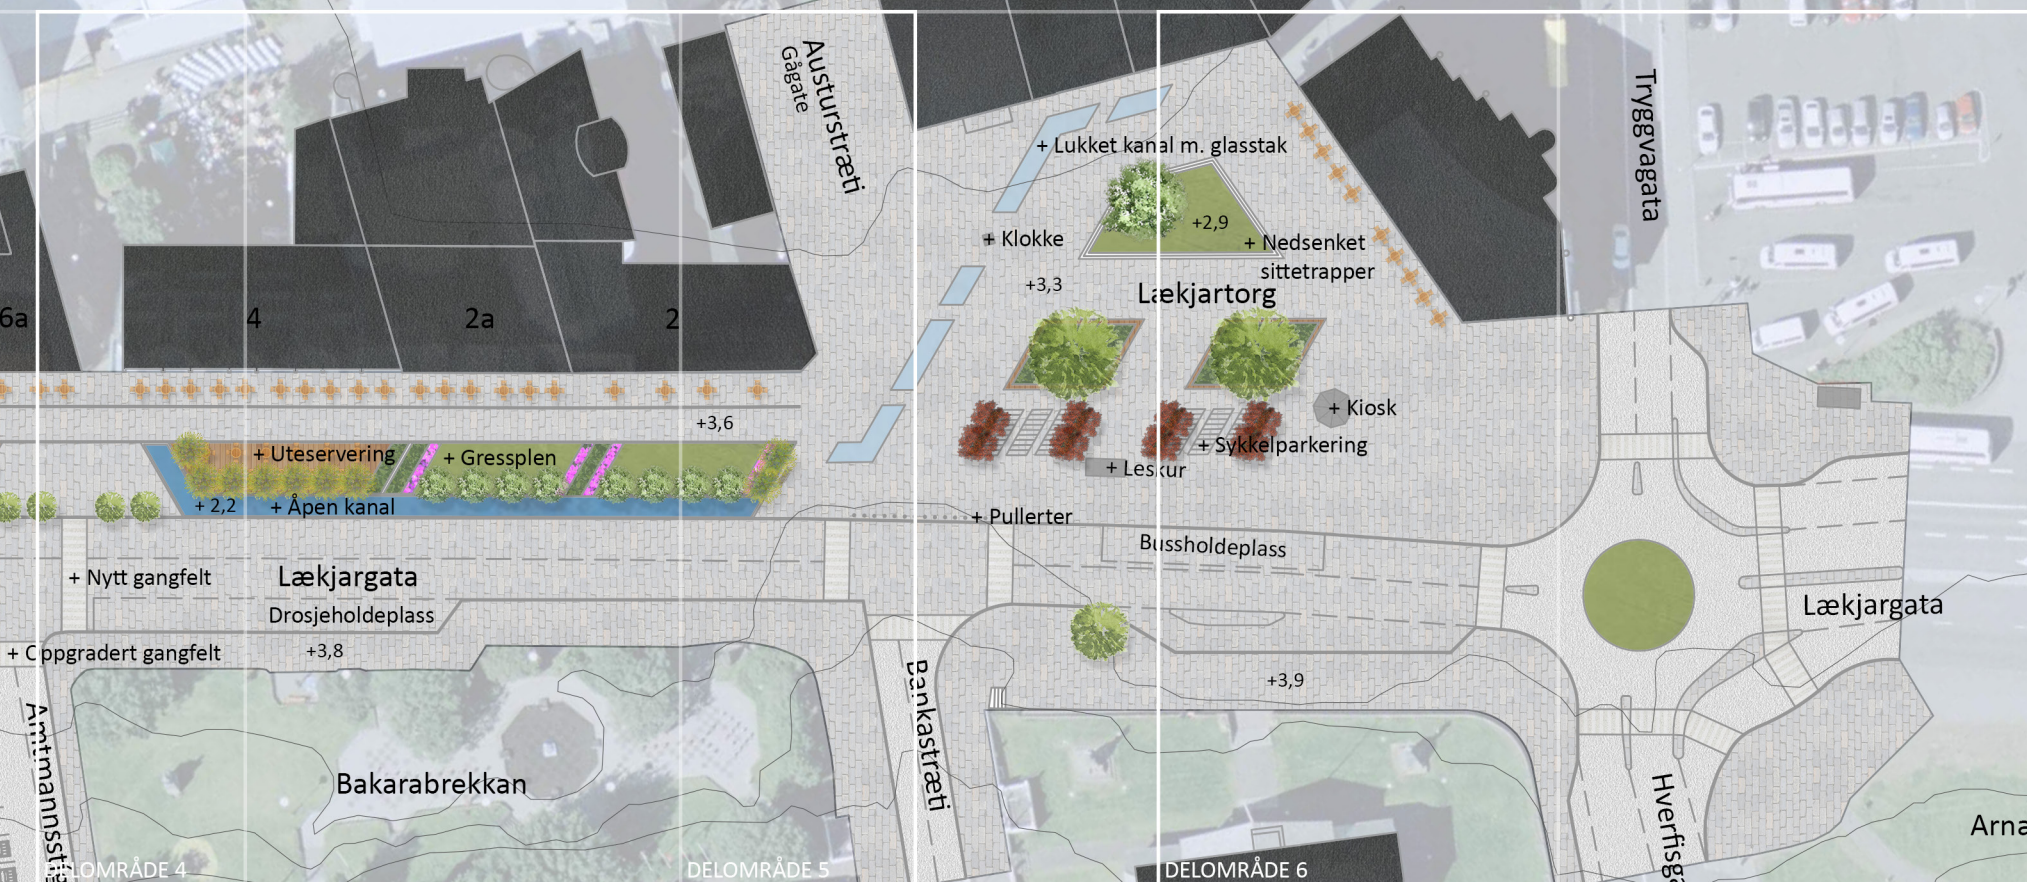 Austurstræti
Gågate
Tryggvagata
+ Lukket kanal m. glasstak
+2,9
+ Klokke
+ Nedsenket
sittetrapper
+3,3
Lækjartorg
6a
4
2a
2
+3,6
+ Kiosk
+ Uteservering
+ Gressplen
+ Sykkelparkering
+ Leskur
+ 2,2
+ Åpen kanal
+ Pullerter
Bussholdeplass
+ Nytt gangfelt
Lækjargata
Drosjeholdeplass
Lækjargata
+ Oppgradert gangfelt
+3,8
+3,9
Bankastræti
Amtmannsst
Bakarabrekkan
Hverfisga
Arna
DELOMRÅDE 4
DELOMRÅDE 5
DELOMRÅDE 6